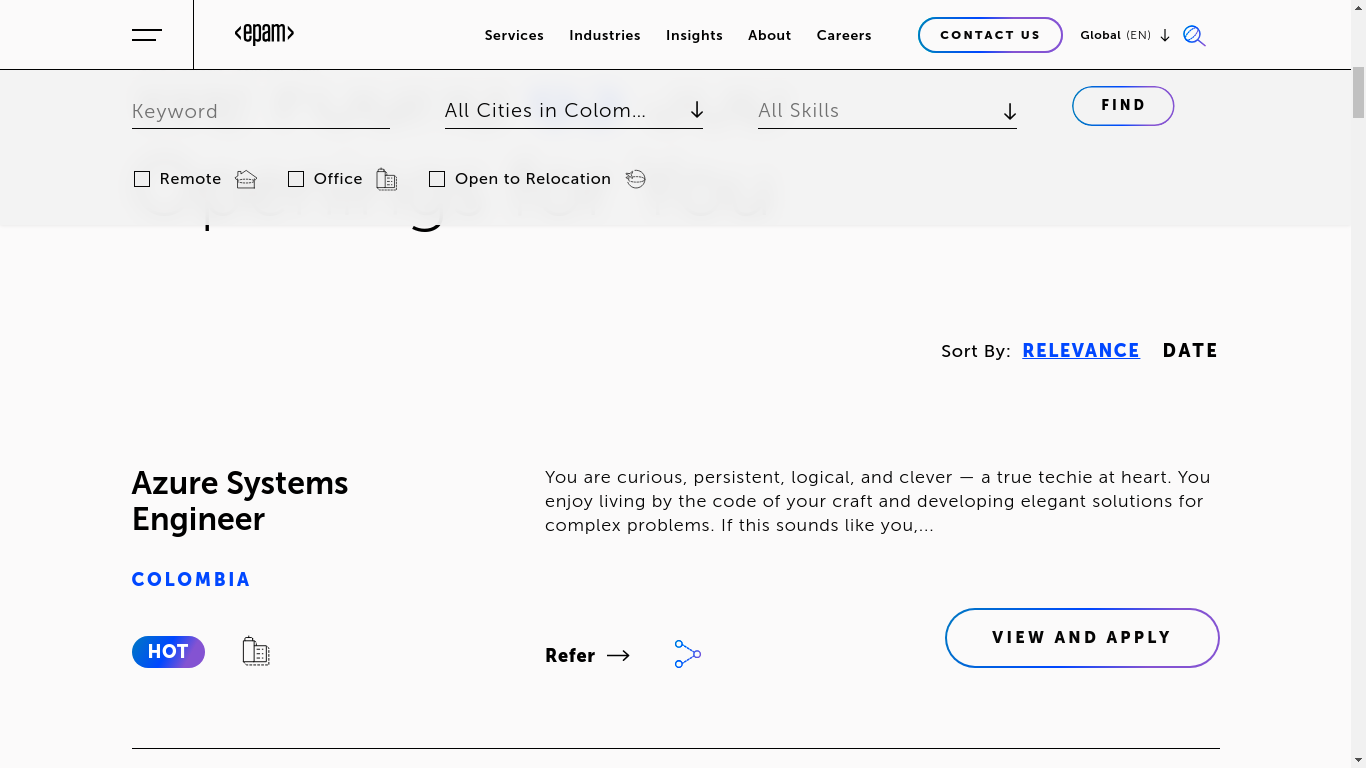 <epam>
Services
Industries
Insights
About
Careers
CONTACT US
Global (EN)
Keyword
All Cities in Colom...
All Skills
FIND
Remote
Office
Open to Relocation
Openings for You
Sort By: RELEVANCE DATE
Azure Systems
Engineer
COLOMBIA
HOT
You are curious, persistent, logical, and clever — a true techie at heart. You
enjoy living by the code of your craft and developing elegant solutions for
complex problems. If this sounds like you,...
Refer
VIEW AND APPLY